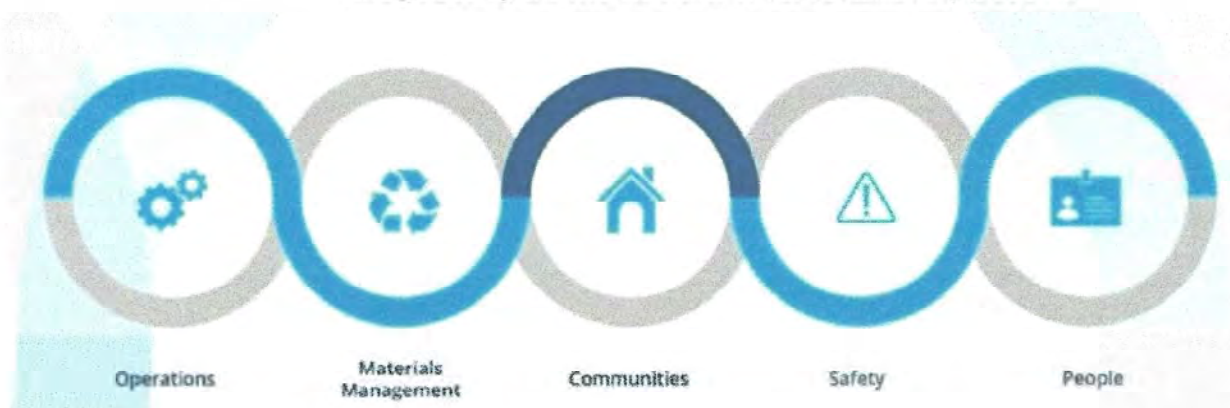 Operations
Materials
Management
Communities
Safety
People